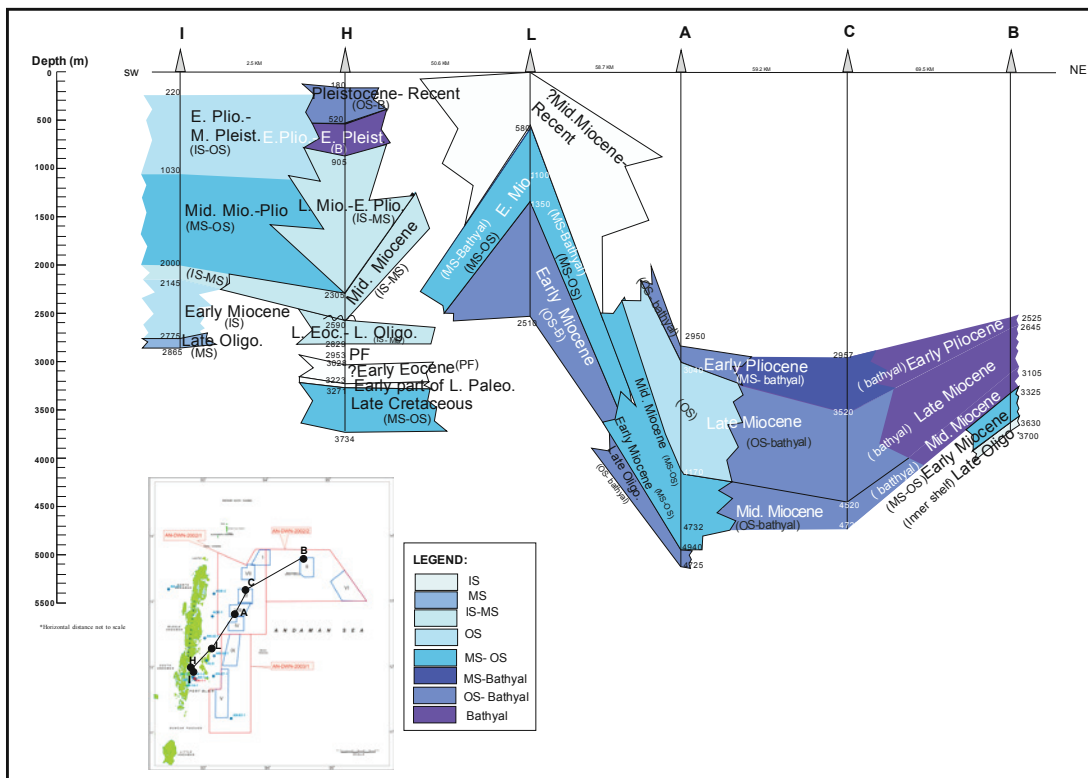 I H L A C B
Depth (m)
SW
2.5 KM
50.6 KM
58.7 KM
59.2 KM
69.5 KM
NE
0
500
1000
1500
2000
2500
3000
3500
4000
4500
5000
5500
220
E. Plio.-
M. Pleist.
(IS-OS)
1030
Mid. Mio.-Plio
(MS-OS)
2000
(IS-MS)
2145
Early Miocene
(IS)
2775
Late Oligo.
(MS)
2865
180
Pleistocene- Recent
(OS-B)
520
E.Plio.- E. Pleist
(B)
905
L. Mio.-E. Plio.
(IS-MS)
2305
Mid. Miocene
(IS-MS)
2590
L. Eoc.- L. Oligo.
2829
2953
PF
3028
?Early Eocene (PF)
3223
Early part of L. Paleo.
3271
Late Cretaceous
(MS-OS)
3734
?Mid.Miocene-
Recent
580
2100
1350
E. Mio
(MS-Bathyal)
(MS-OS)
(MS-Bathyal)
(MS-OS)
Early Miocene
(OS-B)
2510
(OS- bathyal)
2950
Early Pliocene
(MS- bathyal)
3040
(OS)
Late Miocene
(OS-bathyal)
Mid. Miocene
(MS-OS)
Early Miocene
(MS-OS)
Late Oligo.
(OS-bathyal)
4170
Mid. Miocene
(OS-bathyal)
4732
4940
4725
2957
3520
4520
( bathyal) Early Pliocene
( bathyal) Late Miocene
( batthyal) Mid. Miocene
(MS-OS) Early Miocene
(Inner shelf) Late Oligo
2525
2645
3105
3325
3630
3700
*Horizontal distance not to scale
B
C
A
L
H
I
A N D A M A N S E A
LEGEND:
IS
MS
IS-MS
OS
MS- OS
MS-Bathyal
OS- Bathyal
Bathyal